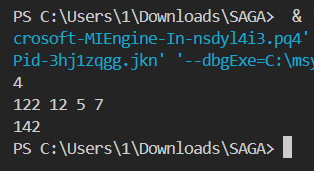 PS C:\Users\1\Downloads\SAGA> &
crosoft-MIEngine-In-nsdyl4i3.pq4'
Pid-3hj1zqgg.jkn' '--dbgExe=C:\msy
4
122 12 5 7
142
PS C:\Users\1\Downloads\SAGA>